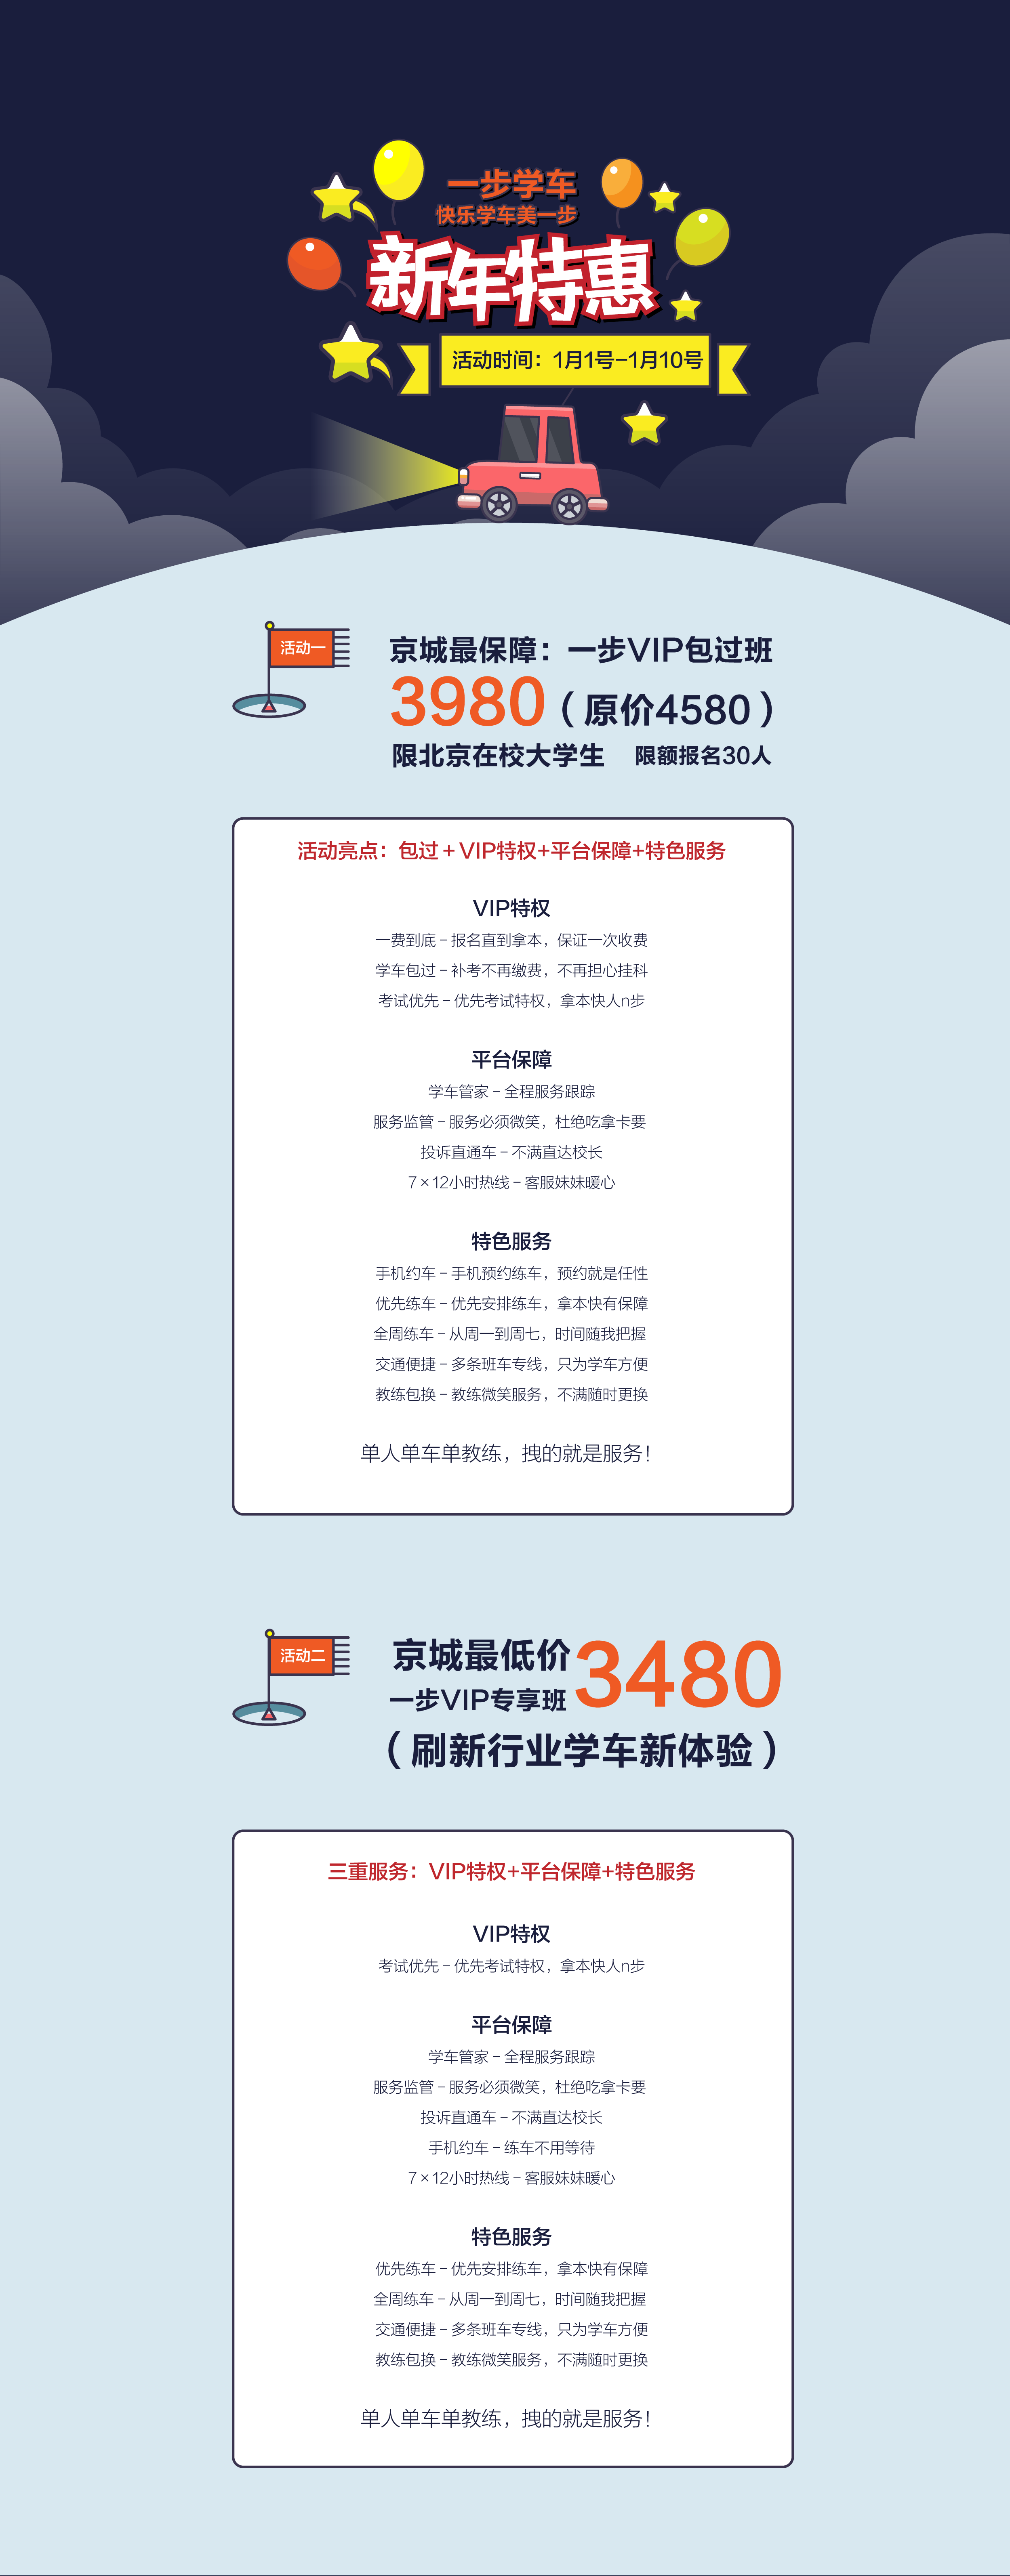 一步学车
快乐学车美一步
新年特惠
活动时间：1月1号-1月10号
活动一
京城最保障：一步VIP包过班
3980（原价4580）
限北京在校大学生 限额报名30人
活动亮点：包过+VIP特权+平台保障+特色服务
VIP特权
一费到底-报名直到拿本，保证一次收费
学车包过-补考不再缴费，不再担心挂科
考试优先-优先考试特权，拿本快人n步
平台保障
学车管家-全程服务跟踪
服务监管-服务必须微笑，杜绝吃拿卡要
投诉直通车-不满直达校长
7×12小时热线-客服妹妹暖心
特色服务
手机约车-手机预约练车，预约就是任性
优先练车-优先安排练车，拿本快有保障
全周练车-从周一到周七，时间随我把握
交通便捷-多条班车专线，只为学车方便
教练包换-教练微笑服务，不满随时更换
单人单车单教练，拽的就是服务！
活动二
京城最低价
一步VIP专享班
3480
（刷新行业学车新体验）
三重服务：VIP特权+平台保障+特色服务
VIP特权
考试优先-优先考试特权，拿本快人n步
平台保障
学车管家-全程服务跟踪
服务监管-服务必须微笑，杜绝吃拿卡要
投诉直通车-不满直达校长
手机约车-练车不用等待
7×12小时热线-客服妹妹暖心
特色服务
优先练车-优先安排练车，拿本快有保障
全周练车-从周一到周七，时间随我把握
交通便捷-多条班车专线，只为学车方便
教练包换-教练微笑服务，不满随时更换
单人单车单教练，拽的就是服务！